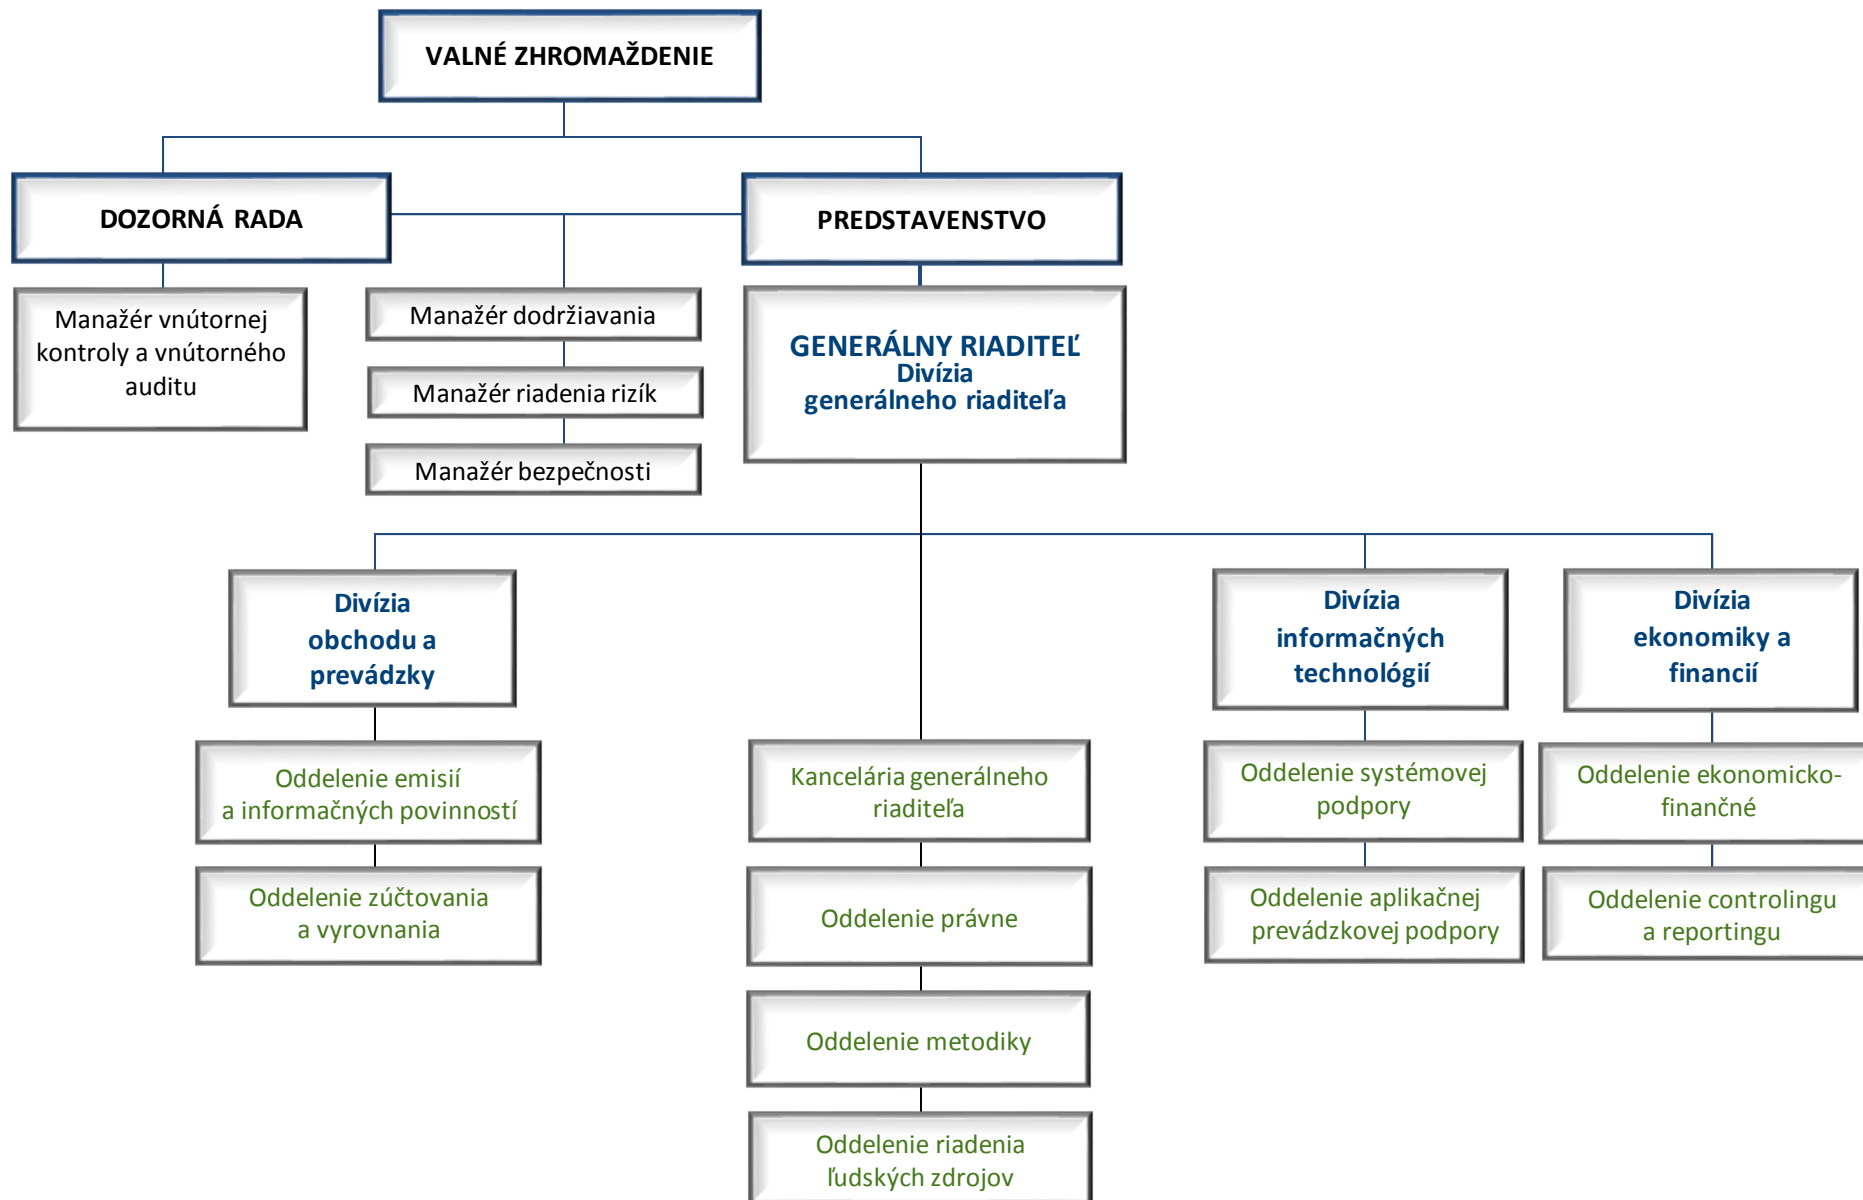 VALNÉ ZHROMAŽDENIE
DOZORNÁ RADA
PREDSTAVENSTVO
Manažér vnútornej
kontroly a vnútorného
auditu
Manažér dodržiavania
Manažér riadenia rizík
Manažér bezpečnosti
GENERÁLNY RIADITEĽ
Divízia
generálneho riaditeľa
Divízia
obchodu a
prevádzky
Divízia
informačných
technológií
Divízia
ekonomiky a
financií
Oddelenie emisií
a informačných povinností
Oddelenie zúčtovania
a vyrovnania
Kancelária generálneho
riaditeľa
Oddelenie právne
Oddelenie metodiky
Oddelenie riadenia
ľudských zdrojov
Oddelenie systémovej
podpory
Oddelenie aplikačnej
prevádzkovej podpory
Oddelenie ekonomicko-
finančné
Oddelenie controlingu
a reportingu